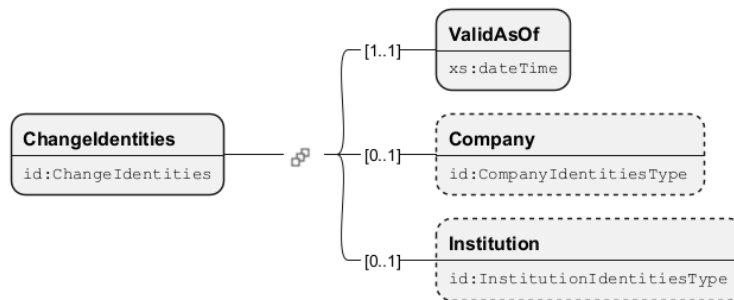 ValidAsOf
[1..1]
xs:dateTime
ChangeIdentities
id:ChangeIdentities
Company
[0..1]
id:CompanyIdentitiesType
Institution
[0..1]
id:InstitutionIdentitiesType